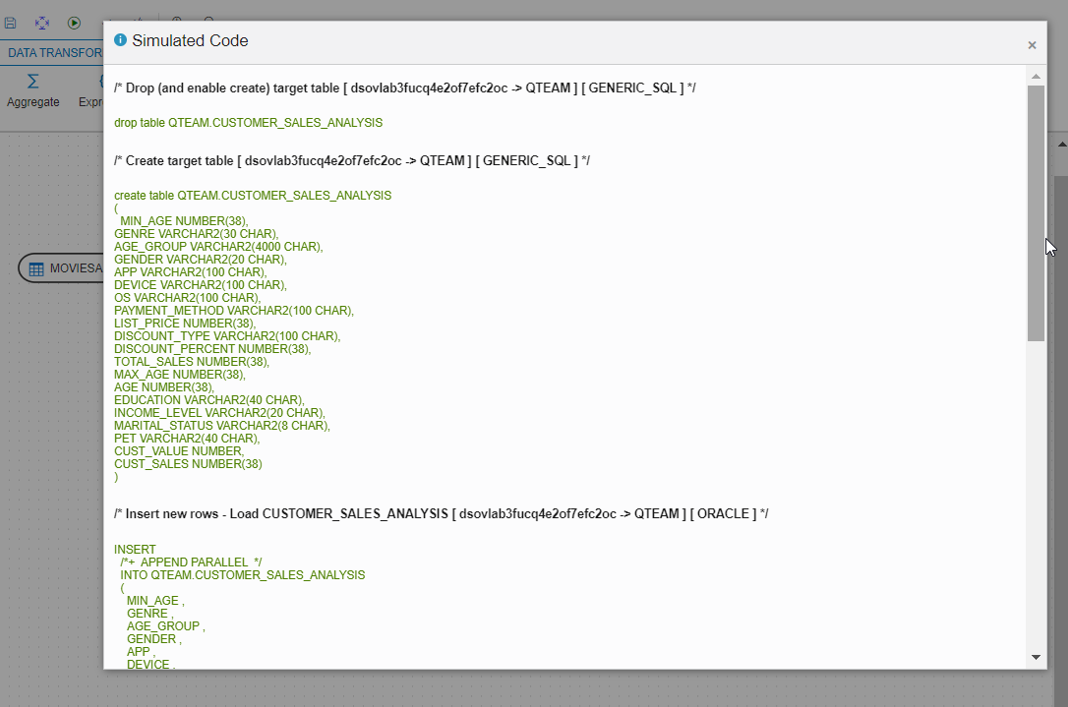 Simulated Code
×
DATA TRANSFOR
Aggregate
Expr
MOVIESA
/* Drop (and enable create) target table [ dsovlab3fucq4e2of7efc2oc -> QTEAM ] [ GENERIC_SQL ] */
drop table QTEAM.CUSTOMER_SALES_ANALYSIS
/* Create target table [ dsovlab3fucq4e2of7efc2oc -> QTEAM ] [ GENERIC_SQL ] */
create table QTEAM.CUSTOMER_SALES_ANALYSIS
(
MIN_AGE NUMBER(38),
GENRE VARCHAR2(30 CHAR),
AGE_GROUP VARCHAR2(4000 CHAR),
GENDER VARCHAR2(20 CHAR),
APP VARCHAR2(100 CHAR),
DEVICE VARCHAR2(100 CHAR),
OS VARCHAR2(100 CHAR),
PAYMENT_METHOD VARCHAR2(100 CHAR),
LIST_PRICE NUMBER(38),
DISCOUNT_TYPE VARCHAR2(100 CHAR),
DISCOUNT_PERCENT NUMBER(38),
TOTAL_SALES NUMBER(38),
MAX_AGE NUMBER(38),
AGE NUMBER(38),
EDUCATION VARCHAR2(40 CHAR),
INCOME_LEVEL VARCHAR2(20 CHAR),
MARITAL_STATUS VARCHAR2(8 CHAR),
PET VARCHAR2(40 CHAR),
CUST_VALUE NUMBER,
CUST_SALES NUMBER(38)
)
/* Insert new rows - Load CUSTOMER_SALES_ANALYSIS [ dsovlab3fucq4e2of7efc2oc -> QTEAM ] [ ORACLE ] */
INSERT
/*+ APPEND PARALLEL */
INTO QTEAM.CUSTOMER_SALES_ANALYSIS
(
MIN_AGE ,
GENRE ,
AGE_GROUP ,
GENDER ,
APP ,
DEVICE ,